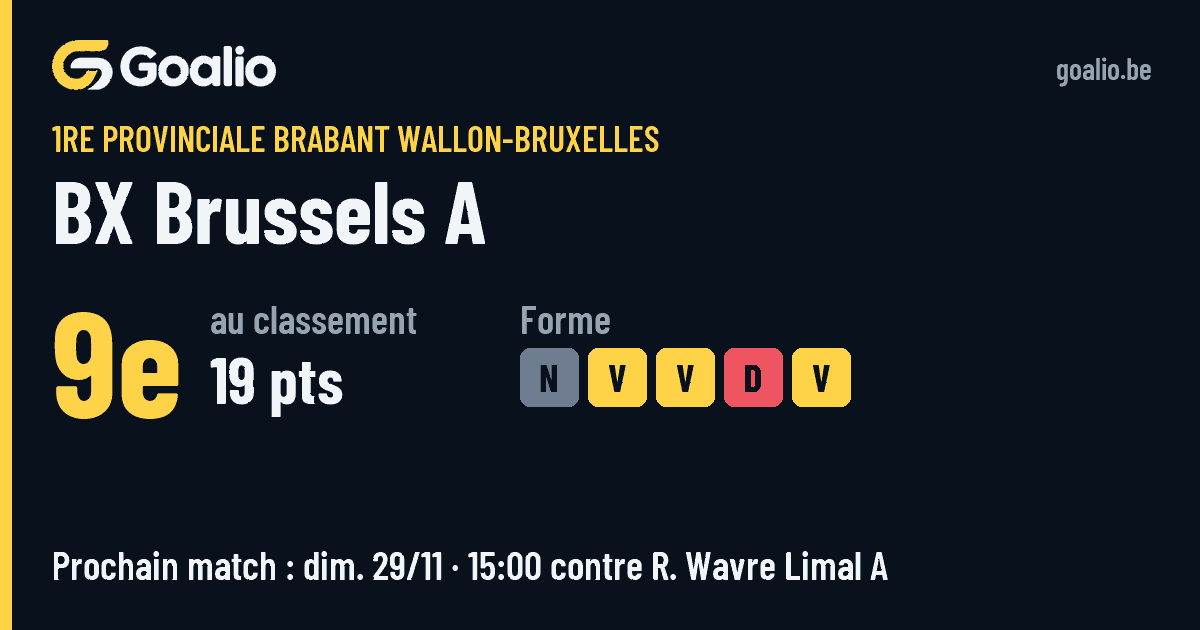 Goalio
goalio.be
1RE PROVINCIALE BRABANT WALLON-BRUXELLES
BX Brussels A
9e
au classement
19 pts
Forme
N V V D V
Prochain match : dim. 29/11 · 15:00 contre R. Wavre Limal A